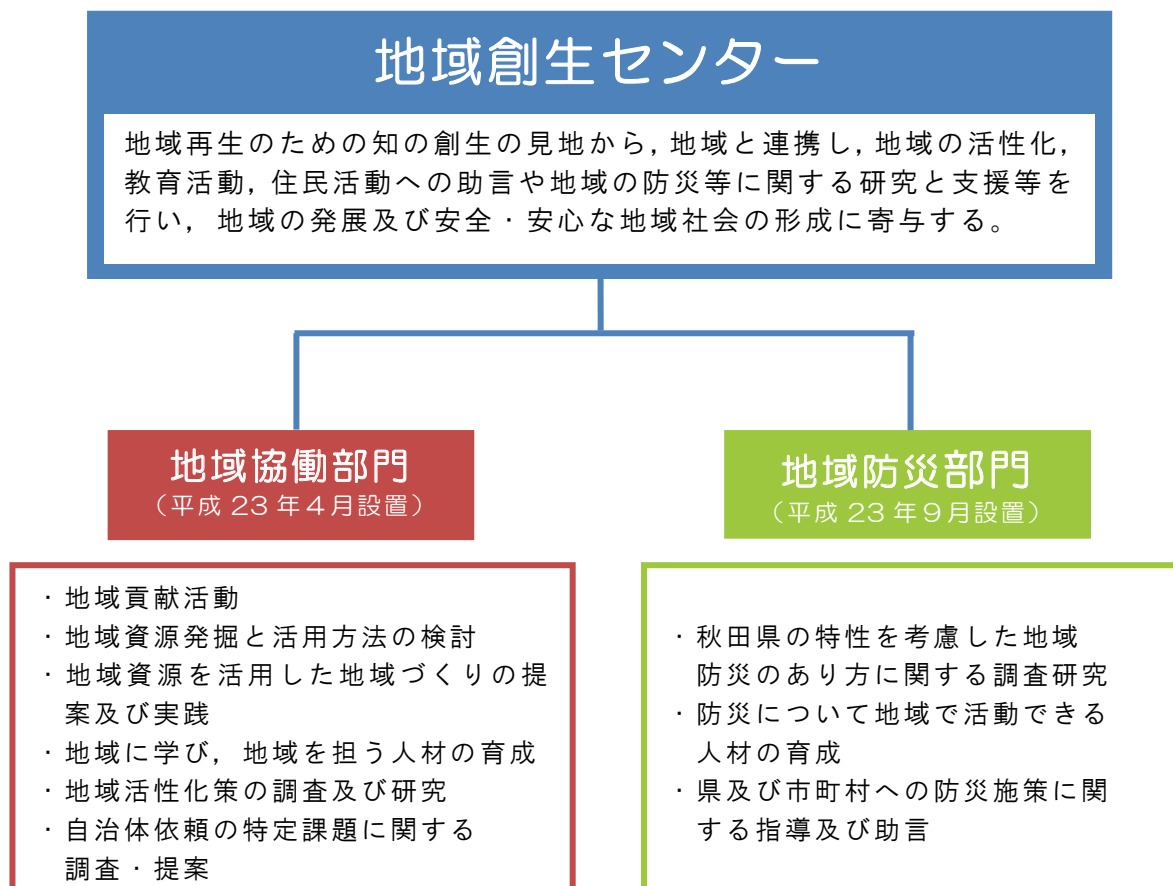 地域創生センター
地域再生のための知の創生の見地から,地域と連携し,地域の活性化,
教育活動,住民活動への助言や地域の防災等に関する研究と支援等を
行い,地域の発展及び安全・安心な地域社会の形成に寄与する。
地域協働部門
（平成 23 年４月設置）
・地域貢献活動
・地域資源発掘と活用方法の検討
・地域資源を活用した地域づくりの提
案及び実践
・地域に学び,地域を担う人材の育成
・地域活性化策の調査及び研究
・自治体依頼の特定課題に関する
調査・提案
地域防災部門
（平成 23 年９月設置）
・秋田県の特性を考慮した地域
防災のあり方に関する調査研究
・防災について地域で活動できる
人材の育成
・県及び市町村への防災施策に関
する指導及び助言